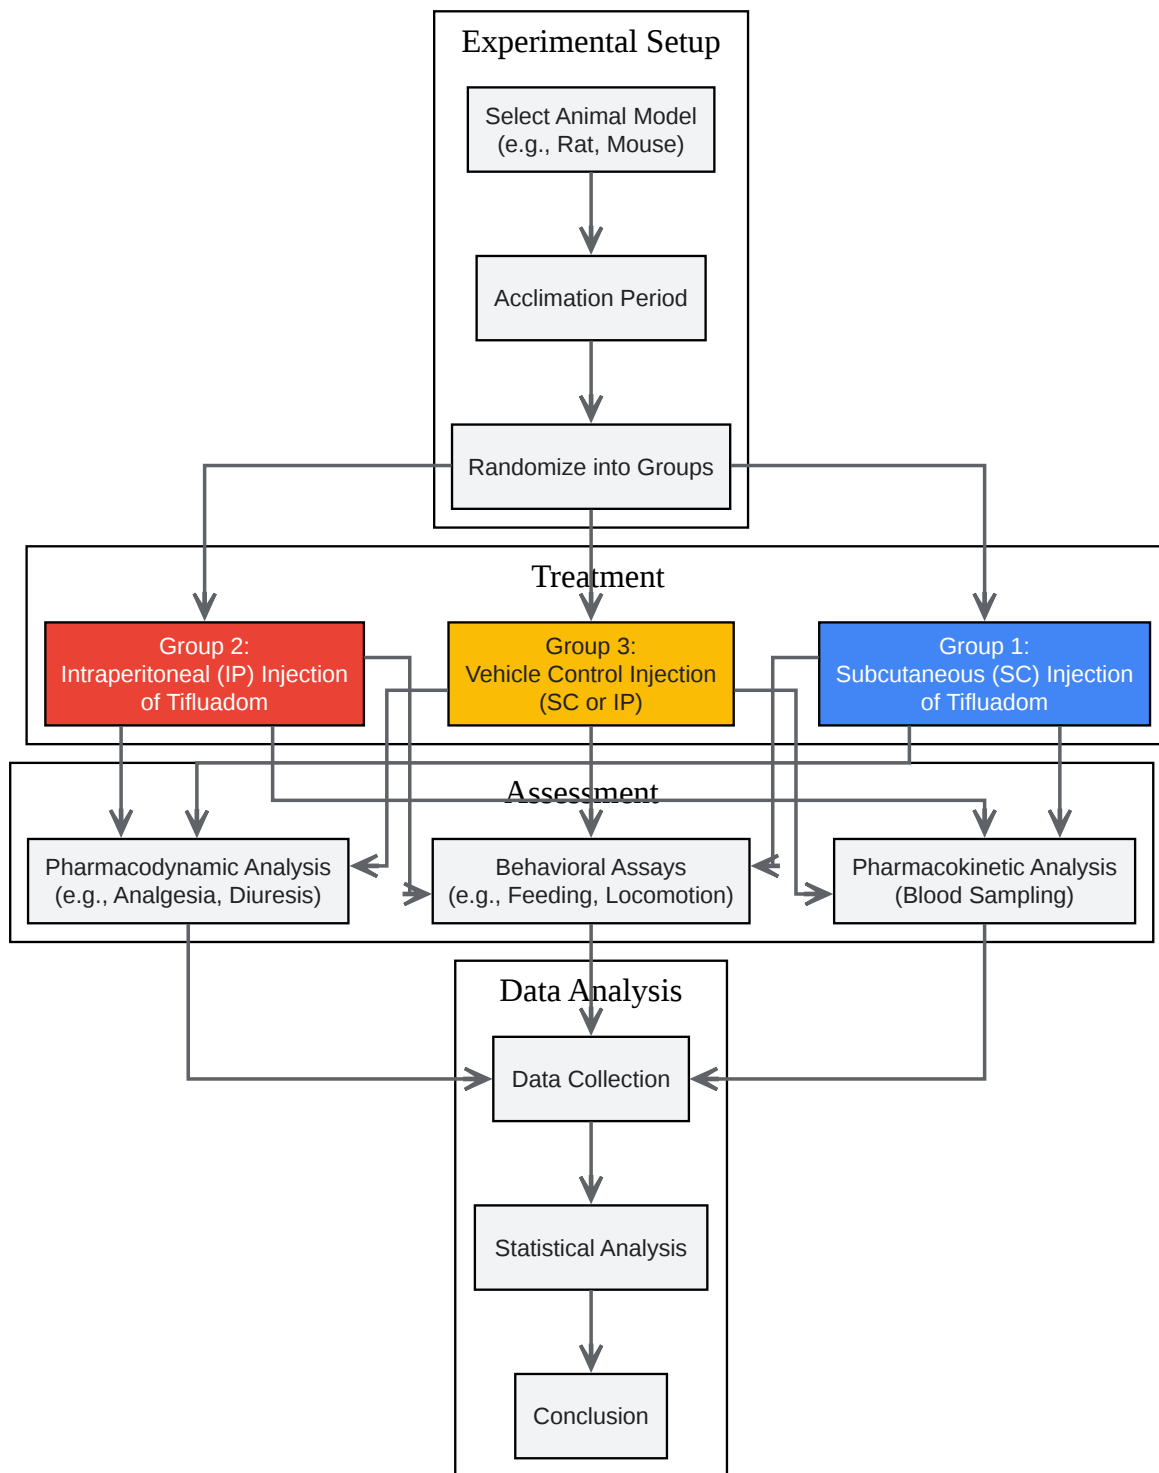 Experimental Setup
Select Animal Model
(e.g., Rat, Mouse)
Acclimation Period
Randomize into Groups
Treatment
Group 2:
Intraperitoneal (IP) Injection
of Tifluadom
Group 3:
Vehicle Control Injection
(SC or IP)
Group 1:
Subcutaneous (SC) Injection
of Tifluadom
Assessment
Pharmacodynamic Analysis
(e.g., Analgesia, Diuresis)
Behavioral Assays
(e.g., Feeding, Locomotion)
Pharmacokinetic Analysis
(Blood Sampling)
Data Analysis
Data Collection
Statistical Analysis
Conclusion